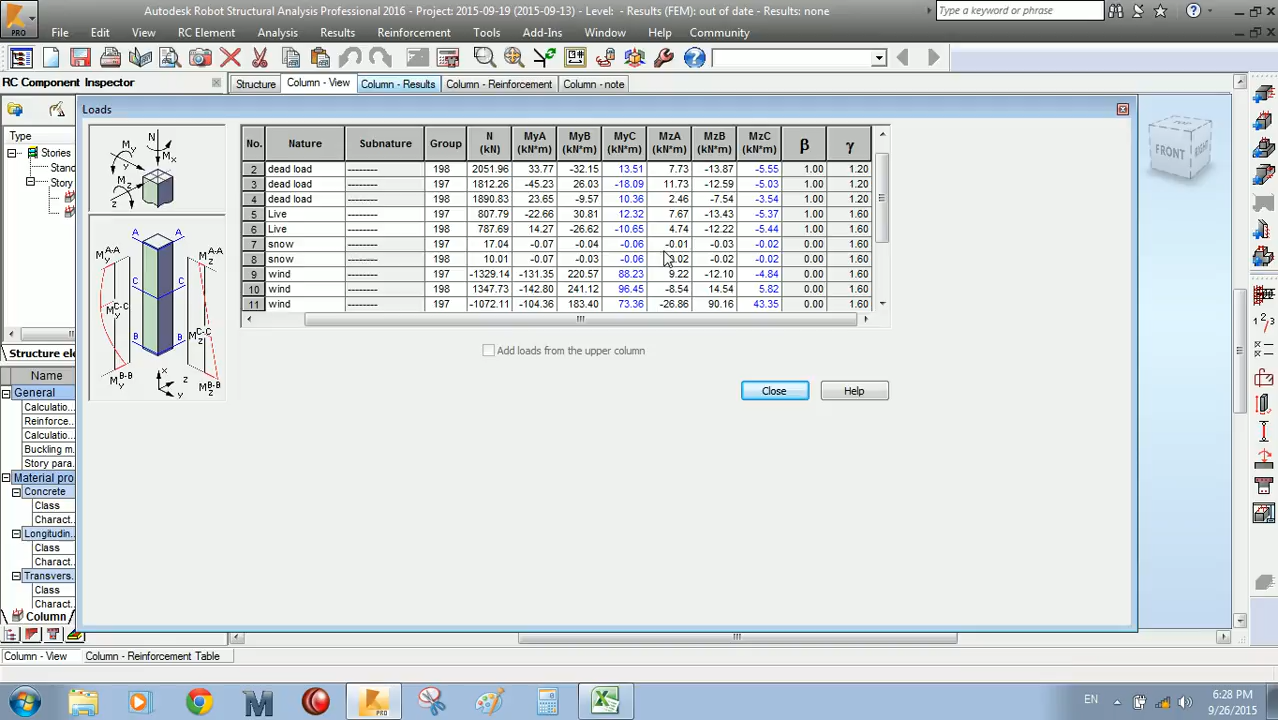 Autodesk Robot Structural Analysis Professional 2016 - Project: 2015-09-19 (2015-09-13) - Level: - Results (FEM): out of date - Results: none
Type a keyword or phrase
PRO
File Edit View RC Element Analysis Results Reinforcement Tools Add-Ins Window Help Community
RC Component Inspector
Structure Column - View Column - Results Column - Reinforcement Column - note
Loads
Type
Stories
Stand
Story
Structure ele
Name
General
Calculatio...
Reinforce...
Calculatio...
Buckling m...
Story para...
Material pro
Concrete
Class
Charact...
Longitudin...
Class
Charact...
Transvers...
Class
Charact...
Column
N
My
Mx
Mz
A A
C C
B B
My A-A
My C-C
My B-B
Mz A-A
Mz C-C
Mz B-B
x
z
y
No. Nature Subnature Group N (kN) MyA (kN*m) MyB (kN*m) MyC (kN*m) MzA (kN*m) MzB (kN*m) MzC (kN*m) β γ
2 dead load -------- 198 2051.96 33.77 -32.15 13.51 7.73 -13.87 -5.55 1.00 1.20
3 dead load -------- 197 1812.26 -45.23 26.03 -18.09 11.73 -12.59 -5.03 1.00 1.20
4 dead load -------- 198 1890.83 23.65 -9.57 10.36 2.46 -7.54 -3.54 1.00 1.20
5 Live -------- 197 807.79 -22.66 30.81 12.32 7.67 -13.43 -5.37 1.00 1.60
6 Live -------- 198 787.69 14.27 -26.62 -10.65 4.74 -12.22 -5.44 1.00 1.60
7 snow -------- 197 17.04 -0.07 -0.04 -0.06 -0.01 -0.03 -0.02 0.00 1.60
8 snow -------- 198 10.01 -0.07 -0.03 -0.06 -0.02 -0.02 0.00 1.60
9 wind -------- 197 -1329.14 -131.35 220.57 88.23 9.22 -12.10 -4.84 0.00 1.60
10 wind -------- 198 1347.73 -142.80 241.12 96.45 -8.54 14.54 5.82 0.00 1.60
11 wind -------- 197 -1072.11 -104.36 183.40 73.36 -26.86 90.16 43.35 0.00 1.60
Add loads from the upper column
Close Help
FRONT RIGHT
Column - View Column - Reinforcement Table
EN
6:28 PM
9/26/2015